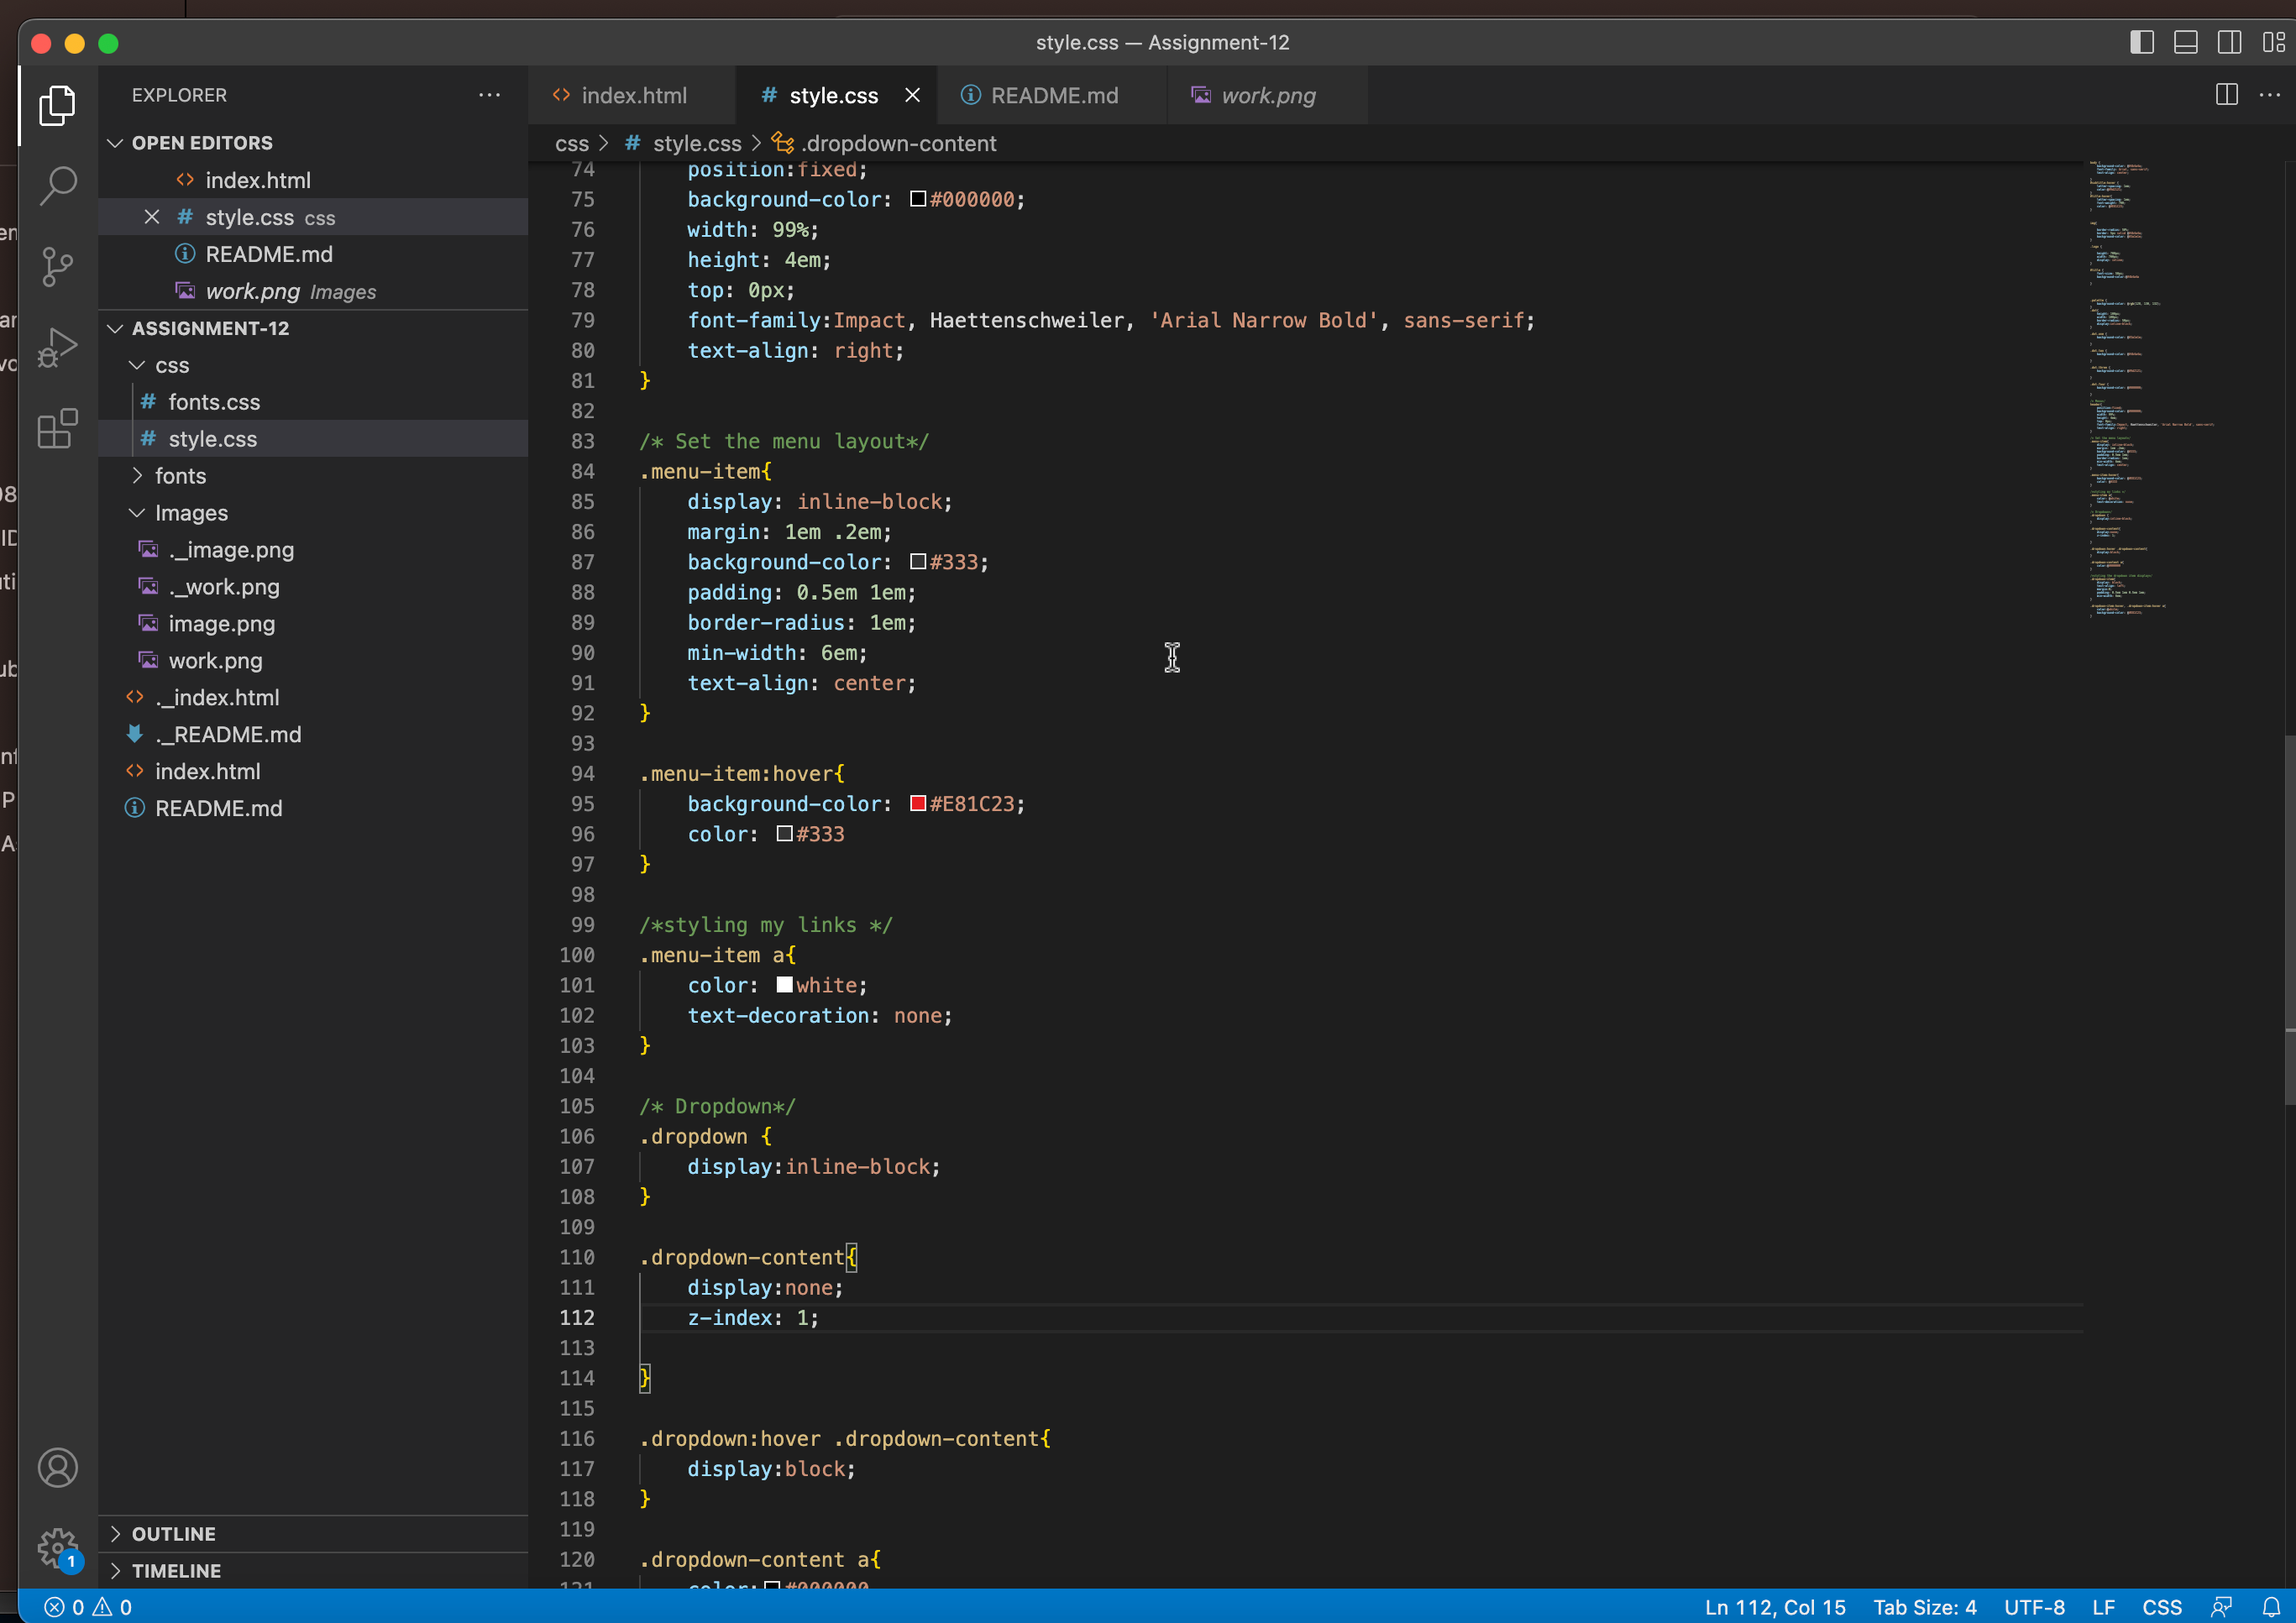 style.css — Assignment-12
EXPLORER
index.html
style.css
README.md
work.png
OPEN EDITORS
css > # style.css > .dropdown-content
index.html
style.css css
README.md
work.png Images
ASSIGNMENT-12
css
# fonts.css
# style.css
fonts
Images
._image.png
._work.png
image.png
work.png
._index.html
._README.md
index.html
README.md
OUTLINE
TIMELINE
74 position:fixed;
75 background-color: #000000;
76 width: 99%;
77 height: 4em;
78 top: 0px;
79 font-family:Impact, Haettenschweiler, 'Arial Narrow Bold', sans-serif;
80 text-align: right;
81 }
82
83 /* Set the menu layout*/
84 .menu-item{
85 display: inline-block;
86 margin: 1em .2em;
87 background-color: #333;
88 padding: 0.5em 1em;
89 border-radius: 1em;
90 min-width: 6em;
91 text-align: center;
92 }
93
94 .menu-item:hover{
95 background-color: #E81C23;
96 color: #333
97 }
98
99 /*styling my links */
100 .menu-item a{
101 color: white;
102 text-decoration: none;
103 }
104
105 /* Dropdown*/
106 .dropdown {
107 display:inline-block;
108 }
109
110 .dropdown-content{
111 display:none;
112 z-index: 1;
113
114 }
115
116 .dropdown:hover .dropdown-content{
117 display:block;
118 }
119
120 .dropdown-content a{
121 color: #000000
1
0 0
Ln 112, Col 15 Tab Size: 4 UTF-8 LF CSS